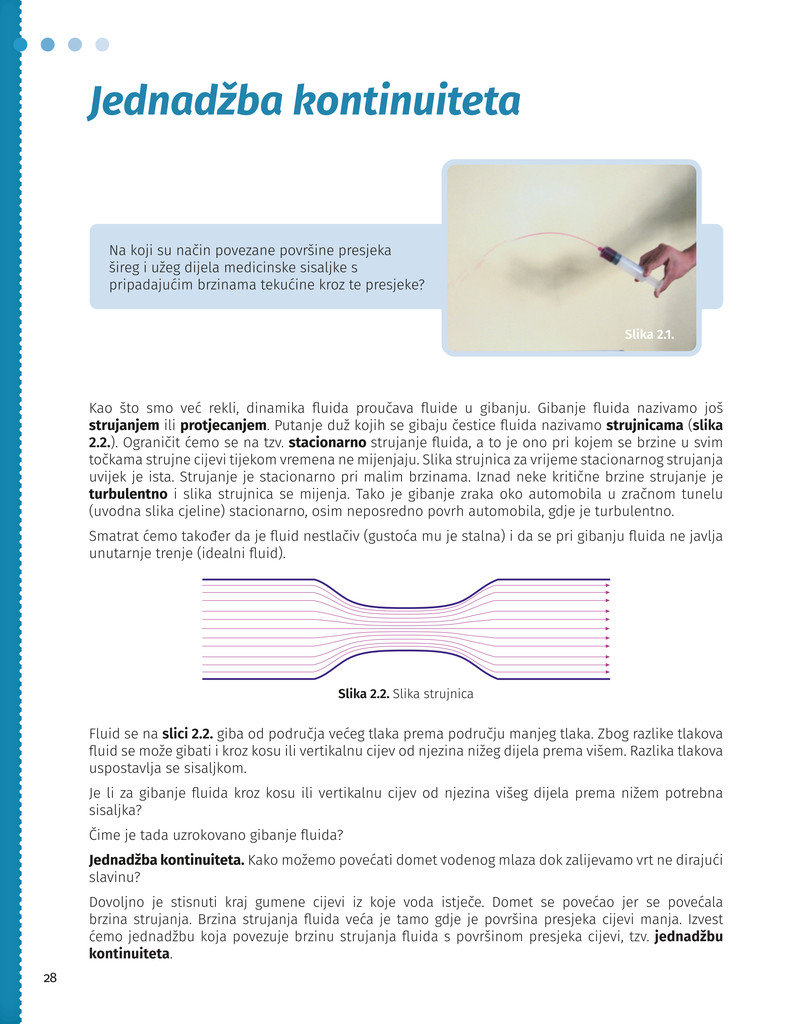 Jednadžba kontinuiteta
Na koji su način povezane površine presjeka
šireg i užeg dijela medicinske sisaljke s
pripadajućim brzinama tekućine kroz te presjeke?
Slika 2.1.
Kao što smo već rekli, dinamika fluida proučava fluide u gibanju. Gibanje fluida nazivamo još
strujanjem ili protjecanjem. Putanje duž kojih se gibaju čestice fluida nazivamo strujnicama (slika
2.2.). Ograničit ćemo se na tzv. stacionarno strujanje fluida, a to je ono pri kojem se brzine u svim
točkama strujne cijevi tijekom vremena ne mijenjaju. Slika strujnica za vrijeme stacionarnog strujanja
uvijek je ista. Strujanje je stacionarno pri malim brzinama. Iznad neke kritične brzine strujanje je
turbulentno i slika strujnica se mijenja. Tako je gibanje zraka oko automobila u zračnom tunelu
(uvodna slika cjeline) stacionarno, osim neposredno povrh automobila, gdje je turbulentno.
Smatrat ćemo također da je fluid nestlačiv (gustoća mu je stalna) i da se pri gibanju fluida ne javlja
unutarnje trenje (idealni fluid).
Slika 2.2. Slika strujnica
Fluid se na slici 2.2. giba od područja većeg tlaka prema području manjeg tlaka. Zbog razlike tlakova
fluid se može gibati i kroz kosu ili vertikalnu cijev od njezina nižeg dijela prema višem. Razlika tlakova
uspostavlja se sisaljkom.
Je li za gibanje fluida kroz kosu ili vertikalnu cijev od njezina višeg dijela prema nižem potrebna
sisaljka?
Čime je tada uzrokovano gibanje fluida?
Jednadžba kontinuiteta. Kako možemo povećati domet vodenog mlaza dok zalijevamo vrt ne dirajući
slavinu?
Dovoljno je stisnuti kraj gumene cijevi iz koje voda istječe. Domet se povećao jer se povećala
brzina strujanja. Brzina strujanja fluida veća je tamo gdje je površina presjeka cijevi manja. Izvest
ćemo jednadžbu koja povezuje brzinu strujanja fluida s površinom presjeka cijevi, tzv. jednadžbu
kontinuiteta.
28